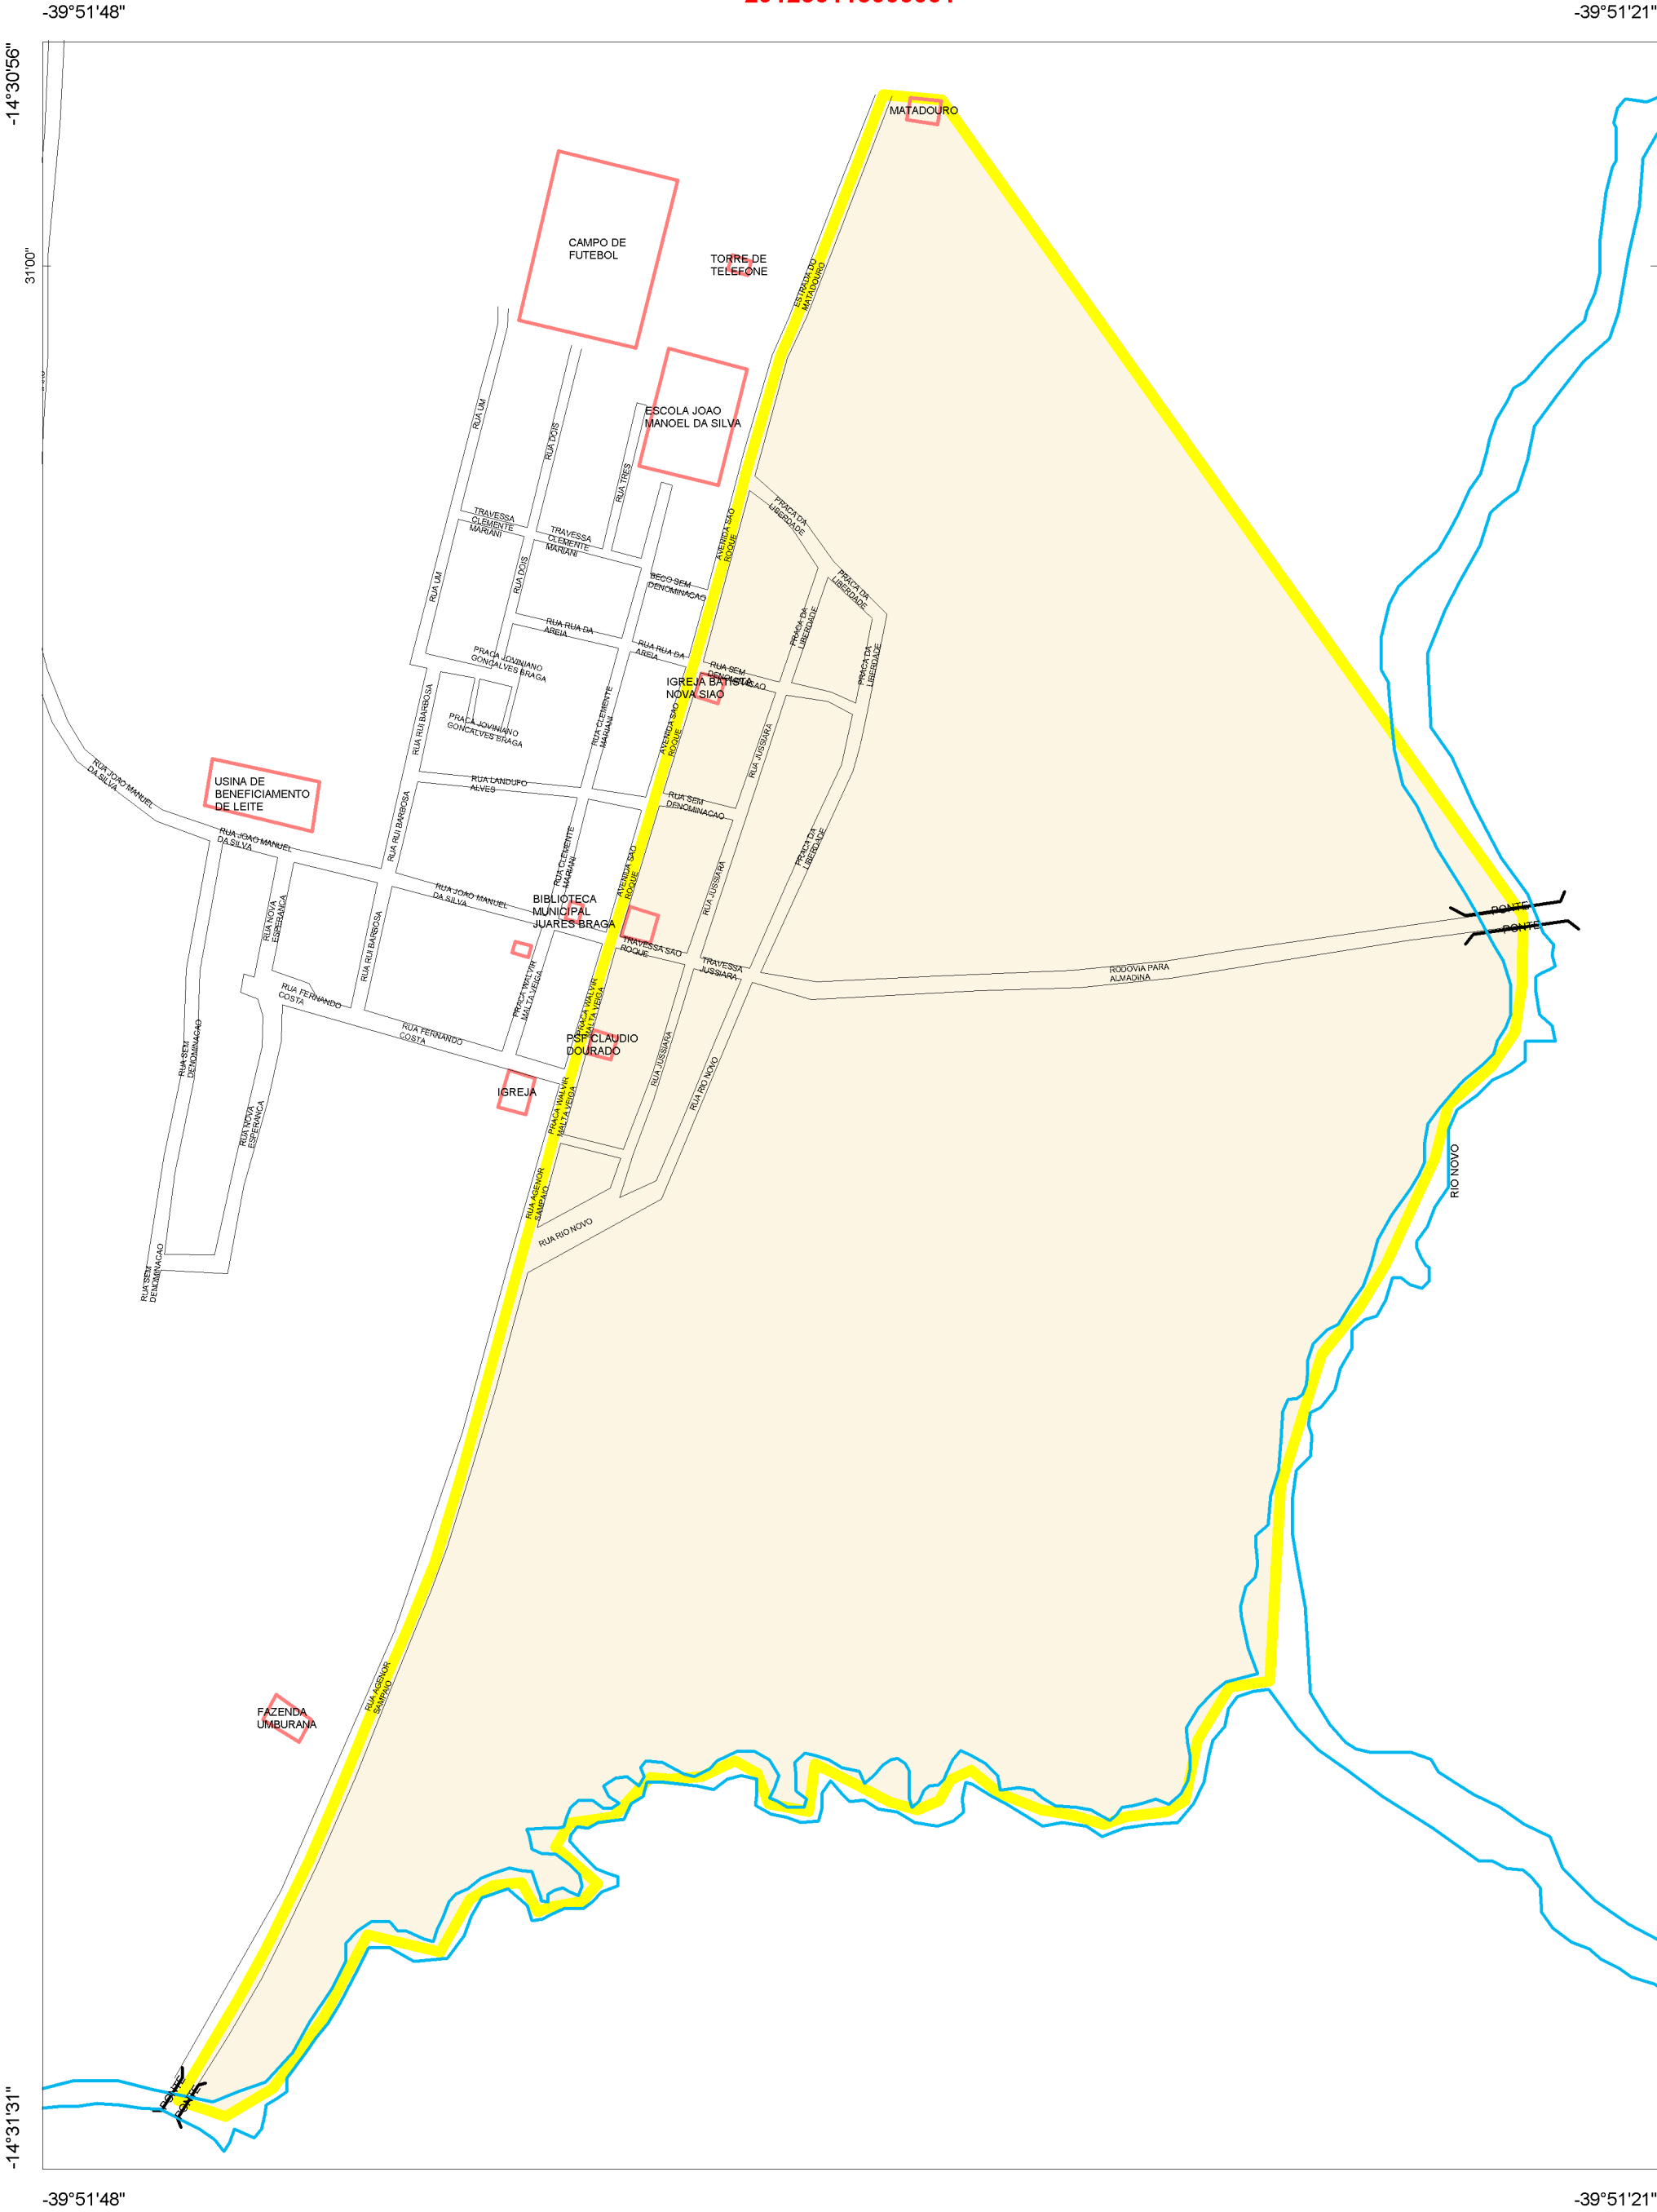 -39°51'48"
-39°51'21"
-14°30'56"
31'00"
MATADOURO
CAMPO DE
FUTEBOL
TORRE DE
TELEFONE
ESTRADA DO
MATADOURO
ESCOLA JOAO
MANOEL DA SILVA
RUA UM
RUA DOIS
RUA TRES
TRAVESSA
CLEMENTE
MARIANI
TRAVESSA
CLEMENTE
MARIANI
AVENIDA SAO
ROQUE
PRACA DA
LIBERDADE
PRACA DA
LIBERDADE
BECO SEM
DENOMINACAO
RUA UM
RUA DOIS
RUA RUA DA
AREIA
RUA RUA DA
AREIA
PRACA DA
LIBERDADE
PRACA DA
LIBERDADE
PRACA JOVINIANO
GONCALVES BRAGA
RUA SEM
DENOMINACAO
IGREJA BATISTA
NOVA SIAO
RUA RUI BARBOSA
PRACA JOVINIANO
GONCALVES BRAGA
RUA CLEMENTE
MARIANI
AVENIDA SAO
ROQUE
RUA JUSSIARA
RUA JOAO MANUEL
DA SILVA
USINA DE
BENEFICIAMENTO
DE LEITE
RUA LANDUFO
ALVES
RUA SEM
DENOMINACAO
RUA JOAO MANUEL
DA SILVA
RUA RUI BARBOSA
RUA CLEMENTE
MARIANI
AVENIDA SAO
ROQUE
RUA JUSSIARA
PRACA DA
LIBERDADE
RUA JOAO MANUEL
DA SILVA
BIBLIOTECA
MUNICIPAL
JUARES BRAGA
RUA NOVA
ESPERANCA
RUA RUI BARBOSA
TRAVESSA SAO
ROQUE
TRAVESSA
JUSSIARA
RODOVIA PARA
ALMADINA
PONTE
PONTE
RUA FERNANDO
COSTA
PRACA WALVIR
MALTA VEIGA
PRACA WALVIR
MALTA VEIGA
RUA FERNANDO
COSTA
PSF CLAUDIO
DOURADO
RUA JUSSIARA
RUA RIO NOVO
RUA SEM
DENOMINACAO
IGREJA
RUA NOVA
ESPERANCA
PRACA WALVIR
MALTA VEIGA
RIO NOVO
RUA AGENOR
SAMPAIO
RUA RIO NOVO
RUA SEM
DENOMINACAO
RUA AGENOR
SAMPAIO
FAZENDA
UMBURANA
PONTE
PONTE
-14°31'31"
-39°51'48"
-39°51'21"